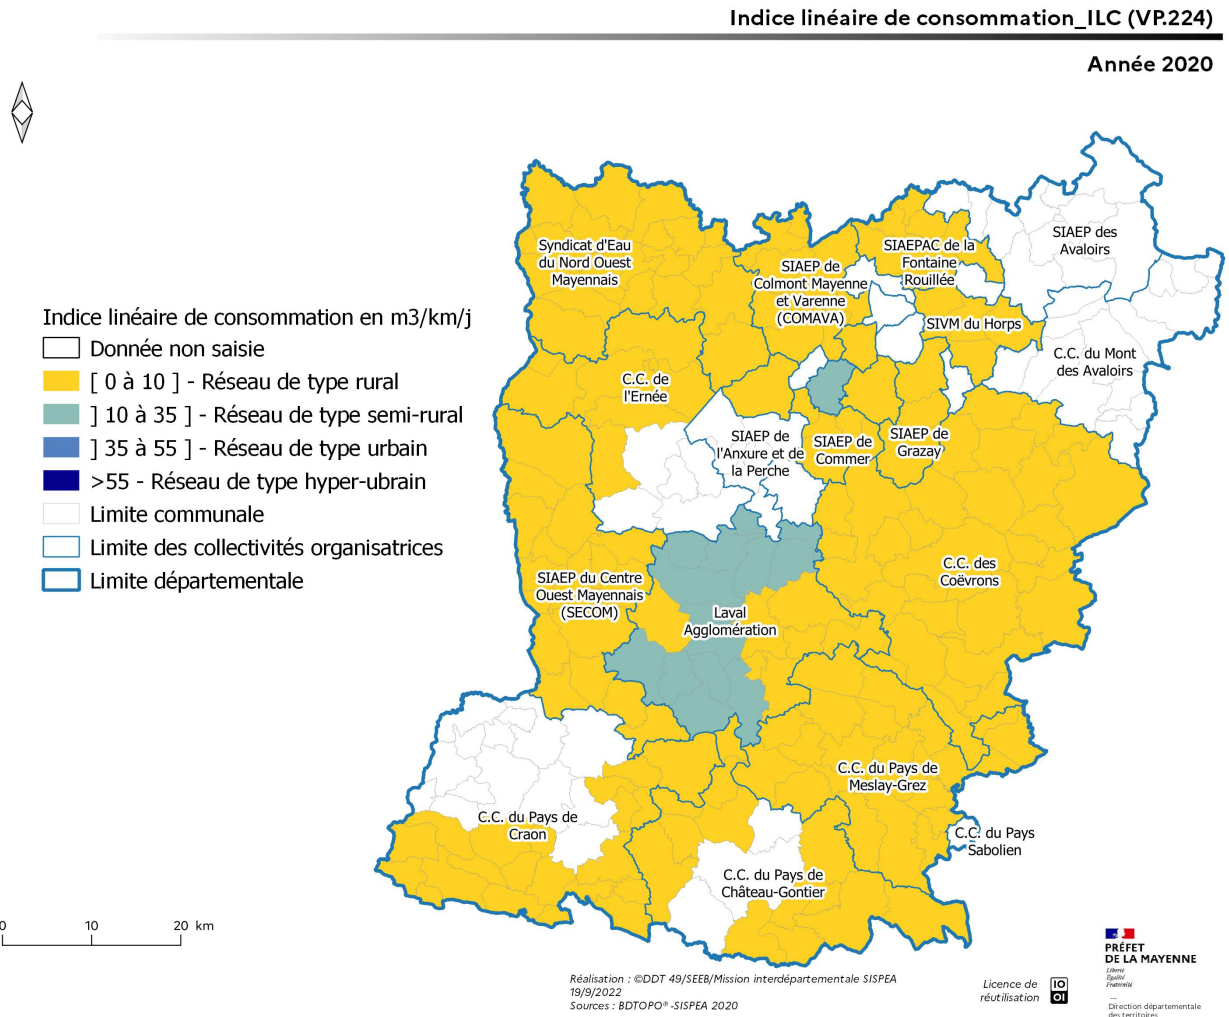 Indice linéaire de consommation_ILC (VP.224)
Année 2020
SIAEP des
Avaloirs
Syndicat d'Eau
du Nord Ouest
Mayennais
SIAEPAC de la
Fontaine
Rouillée
SIAEP de
Colmont Mayenne
et Varenne
(COMAVA)
SIVM du Horps
C.C. du Mont
des Avaloirs
C.C. de
l'Ernée
SIAEP de
l'Anxure et de
la Perche
SIAEP de
Commer
SIAEP de
Grazay
C.C. des
Coëvrons
SIAEP du Centre
Ouest Mayennais
(SECOM)
Laval
Agglomération
C.C. du Pays de
Meslay-Grez
C.C. du Pays de
Craon
C.C. du Pays
Sabolien
C.C. du Pays de
Château-Gontier
Indice linéaire de consommation en m3/km/j
Donnée non saisie
[ 0 à 10 ] - Réseau de type rural
] 10 à 35 ] - Réseau de type semi-rural
] 35 à 55 ] - Réseau de type urbain
>55 - Réseau de type hyper-ubrain
Limite communale
Limite des collectivités organisatrices
Limite départementale
0 10 20 km
Réalisation : ©DDT 49/SEEB/Mission interdépartementale SISPEA
19/9/2022
Sources : BDTOPO®-SISPEA 2020
Licence de
réutilisation
IO
OI
PRÉFET
DE LA MAYENNE
Liberté
Égalité
Fraternité
Direction départementale
des territoires